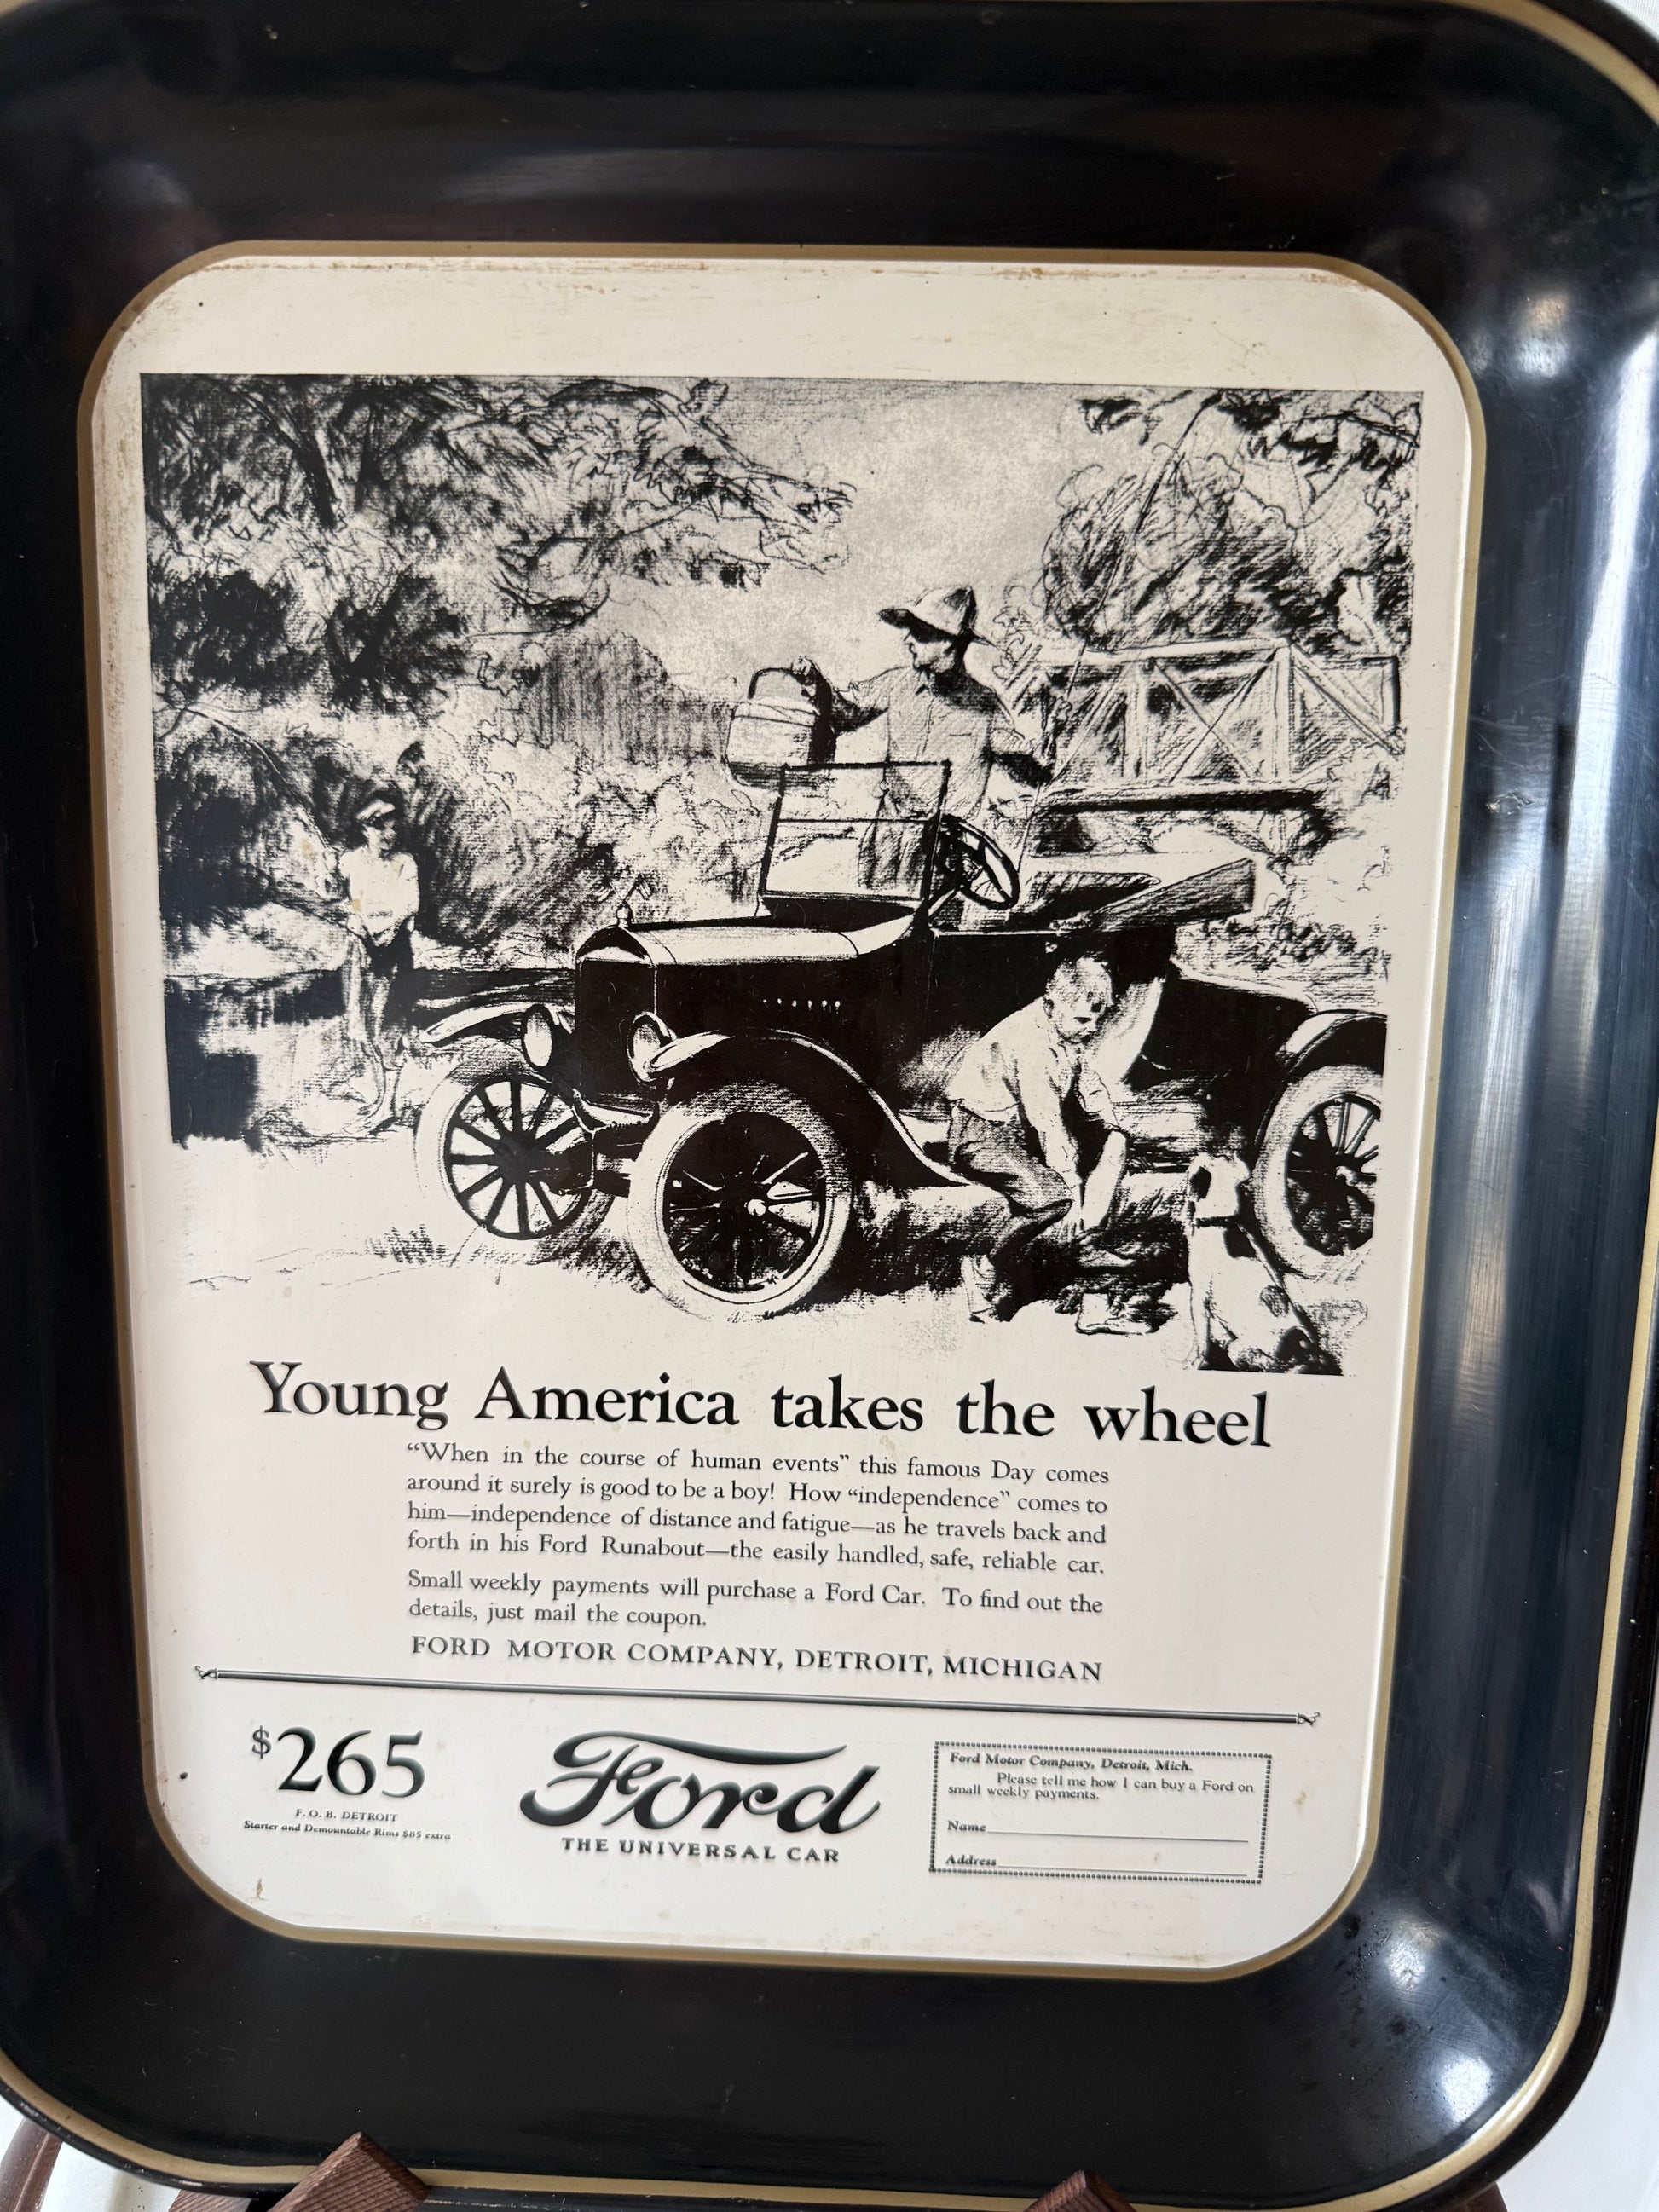 Young America takes the wheel
“When in the course of human events” this famous Day comes
around it surely is good to be a boy! How “independence” comes to
him—independence of distance and fatigue—as he travels back and
forth in his Ford Runabout—the easily handled, safe, reliable car.
Small weekly payments will purchase a Ford Car. To find out the
details, just mail the coupon.
FORD MOTOR COMPANY, DETROIT, MICHIGAN
$265
F. O. B. DETROIT
Starter and Demountable Rims $85 extra
Ford
THE UNIVERSAL CAR
Ford Motor Company, Detroit, Mich.
Please tell me how I can buy a Ford on
small weekly payments.
Name
Address